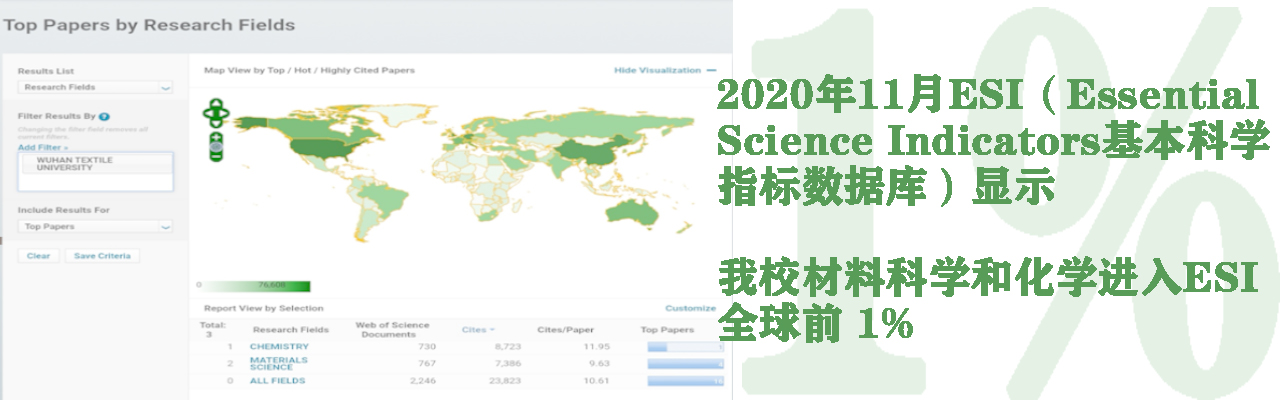 Top Papers by Research Fields
Results List
Research Fields
Filter Results By ?
Changing the filter field removes all
current filters.
Add Filter »
WUHAN TEXTILE
UNIVERSITY
Include Results For
Top Papers
Clear Save Criteria
Map View by Top / Hot / Highly Cited Papers
Hide Visualization —
0 76,608
Report View by Selection
Customize
Total:
3
Research Fields
Web of Science
Documents
Cites
Cites/Paper
Top Papers
1 CHEMISTRY 730 8,723 11.95
2 MATERIALS
SCIENCE 767 7,386 9.63
0 ALL FIELDS 2,246 23,823 10.61
1%
2020年11月ESI（Essential
Science Indicators基本科学
指标数据库）显示
我校材料科学和化学进入ESI
全球前 1%